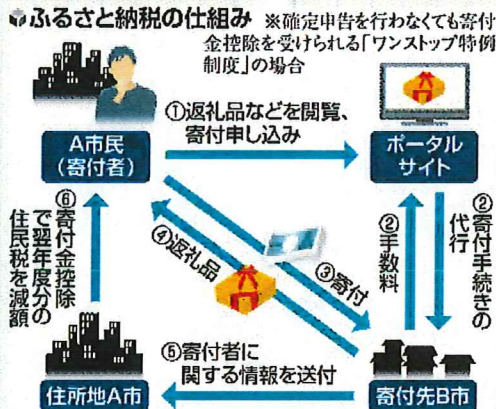 ふるさと納税の仕組み
※確定申告を行わなくても寄付
金控除を受けられる「ワンストップ特例
制度」の場合
①返礼品などを閲覧、
寄付申し込み
A市民
(寄付者)
ポータル
サイト
②寄付手続きの
代行
②手数料
③寄付
④返礼品
⑤寄付者に
関する情報を送付
⑥寄付金控除
で翌年度分の
住民税を減額
住所地A市
寄付先B市